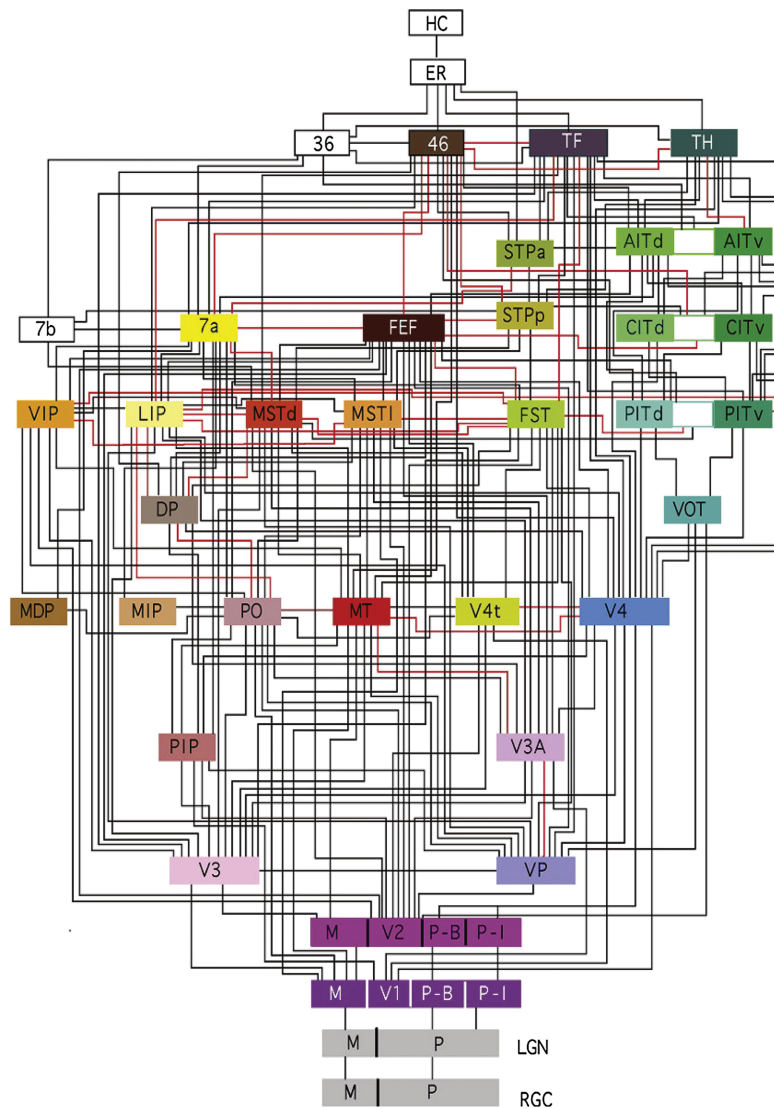 HC
ER
36 46 TF TH
STPa AITd AITv
7b 7a FEF STPp CITd CITv
VIP LIP MSTd MSTI FST PITd PITv
DP VOT
MDP MIP PO MT V4t V4
PIP V3A
V3 VP
M V2 P-B P-I
M V1 P-B P-I
M P LGN
M P RGC